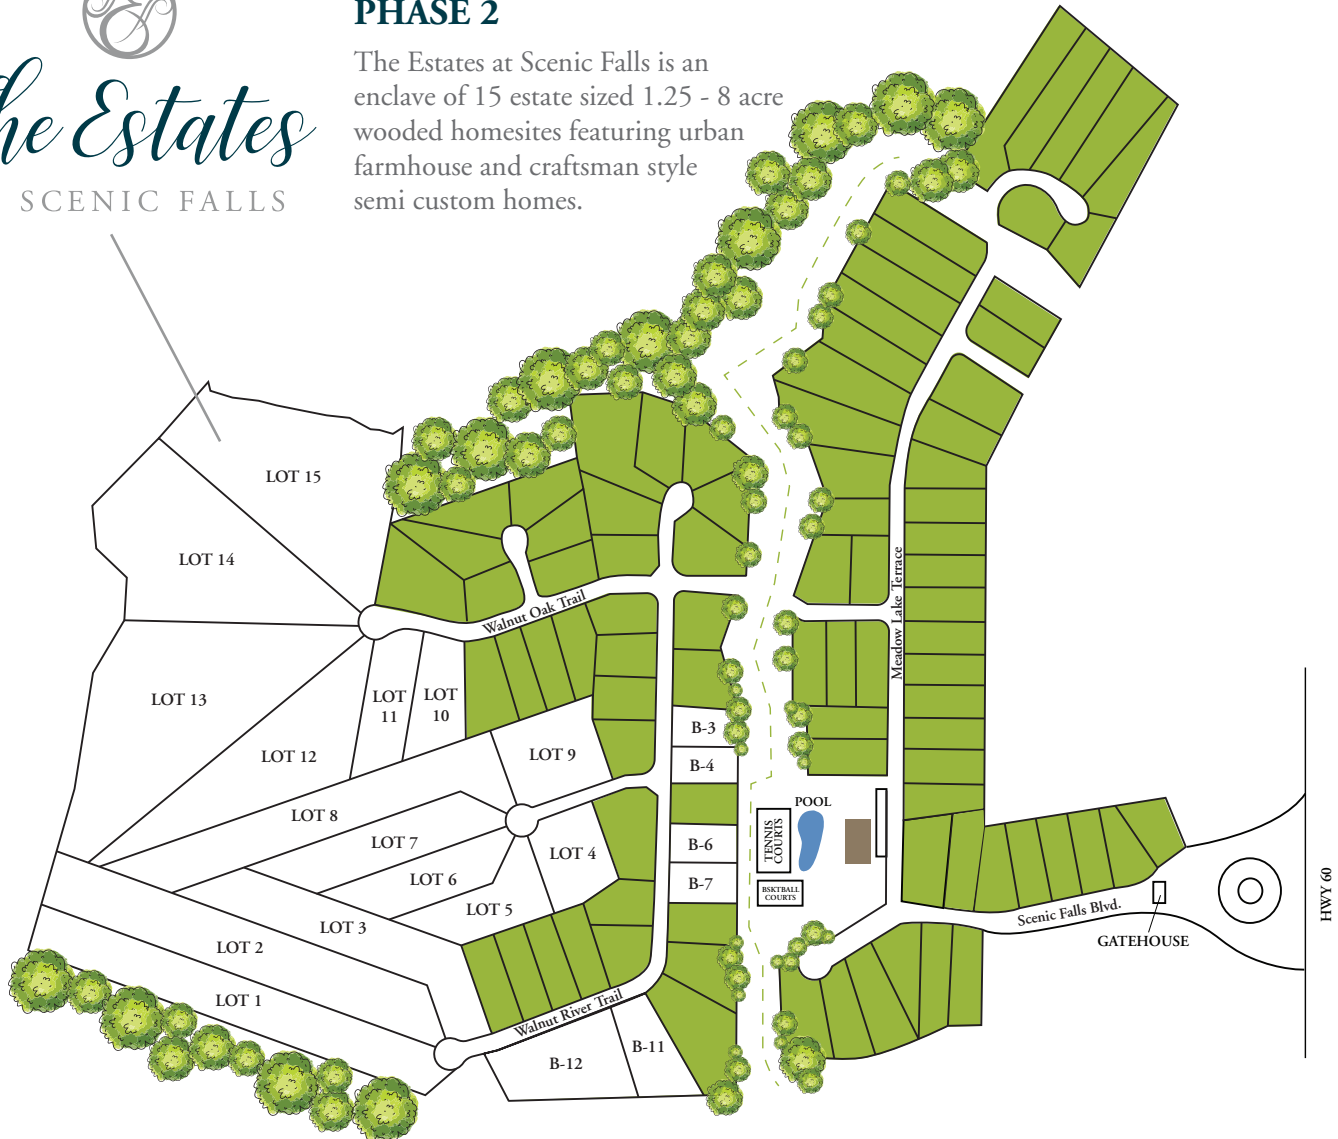 PHASE 2
The Estates at Scenic Falls is an
enclave of 15 estate sized 1.25 - 8 acre
wooded homesites featuring urban
farmhouse and craftsman style
semi custom homes.
he Estates
SCENIC FALLS
LOT 15
LOT 14
LOT 13
LOT 12
LOT
11
LOT
10
LOT 9
LOT 8
LOT 7
LOT 6
LOT 5
LOT 4
LOT 3
LOT 2
LOT 1
Walnut Oak Trail
Walnut River Trail
B-3
B-4
B-6
B-7
B-11
B-12
Meadow Lake Terrace
POOL
TENNIS
COURTS
BSKTBALL
COURTS
Scenic Falls Blvd.
GATEHOUSE
HWY 60